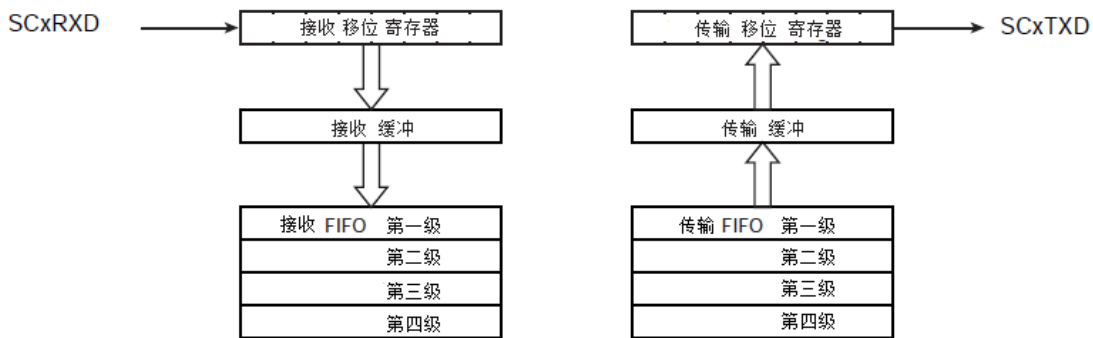 SCxRXD
接收 移位 寄存器
接收 缓冲
接收 FIFO 第一级
第二级
第三级
第四级
传输 移位 寄存器
SCxTXD
传输 缓冲
传输 FIFO 第一级
第二级
第三级
第四级